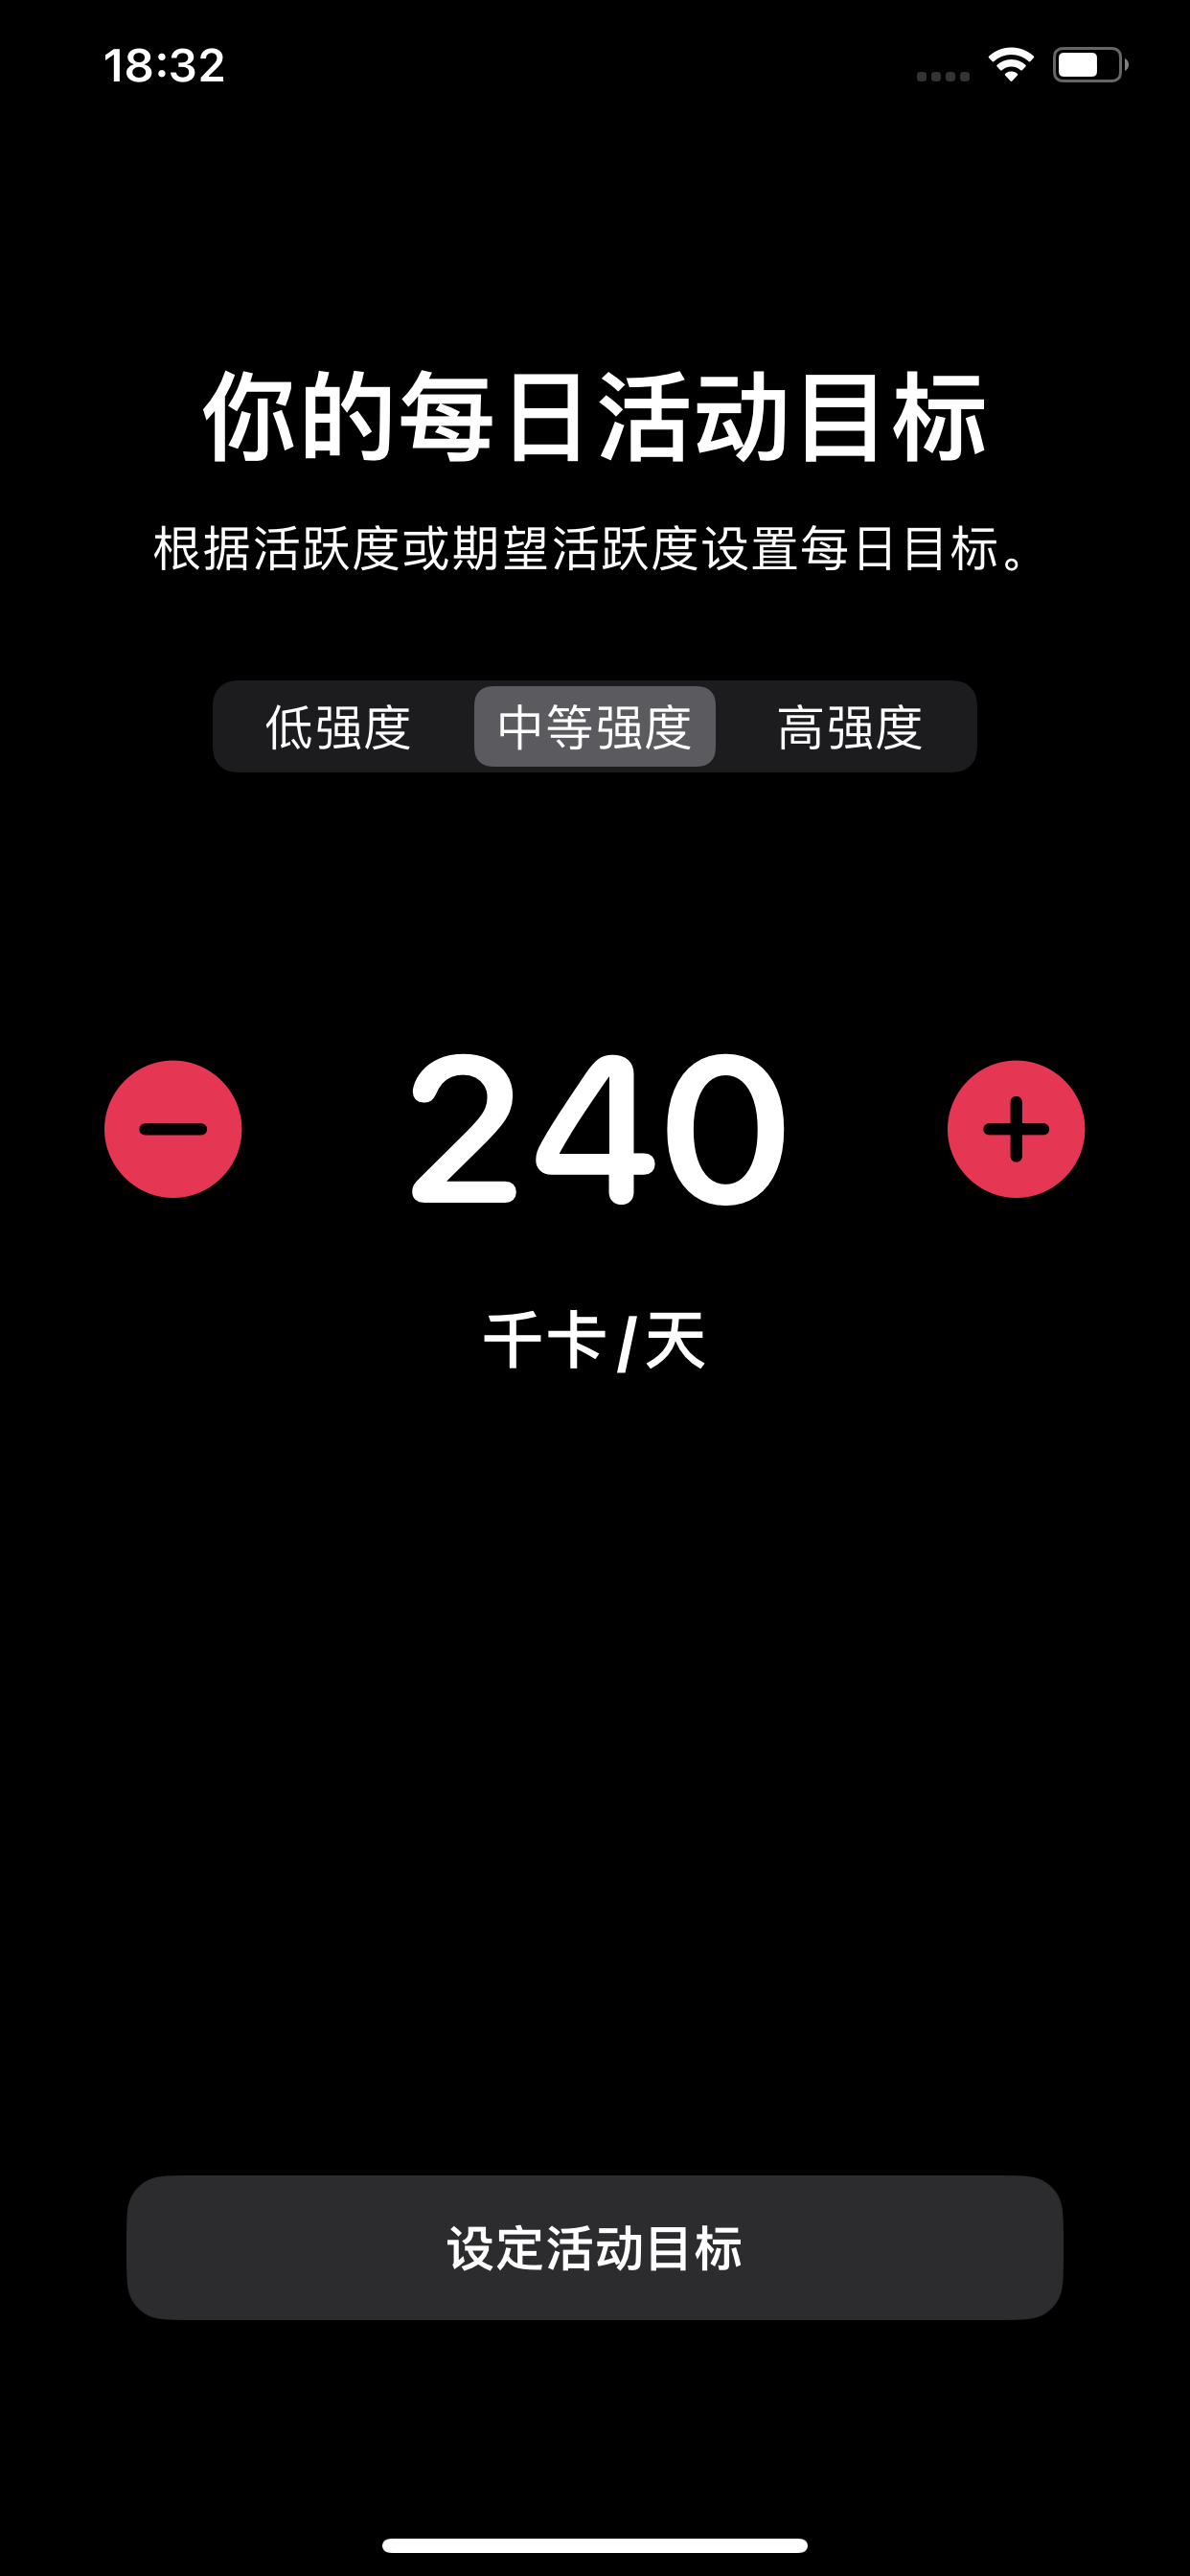 18:32
你的每日活动目标
根据活跃度或期望活跃度设置每日目标。
低强度 中等强度 高强度
240
千卡/天
设定活动目标